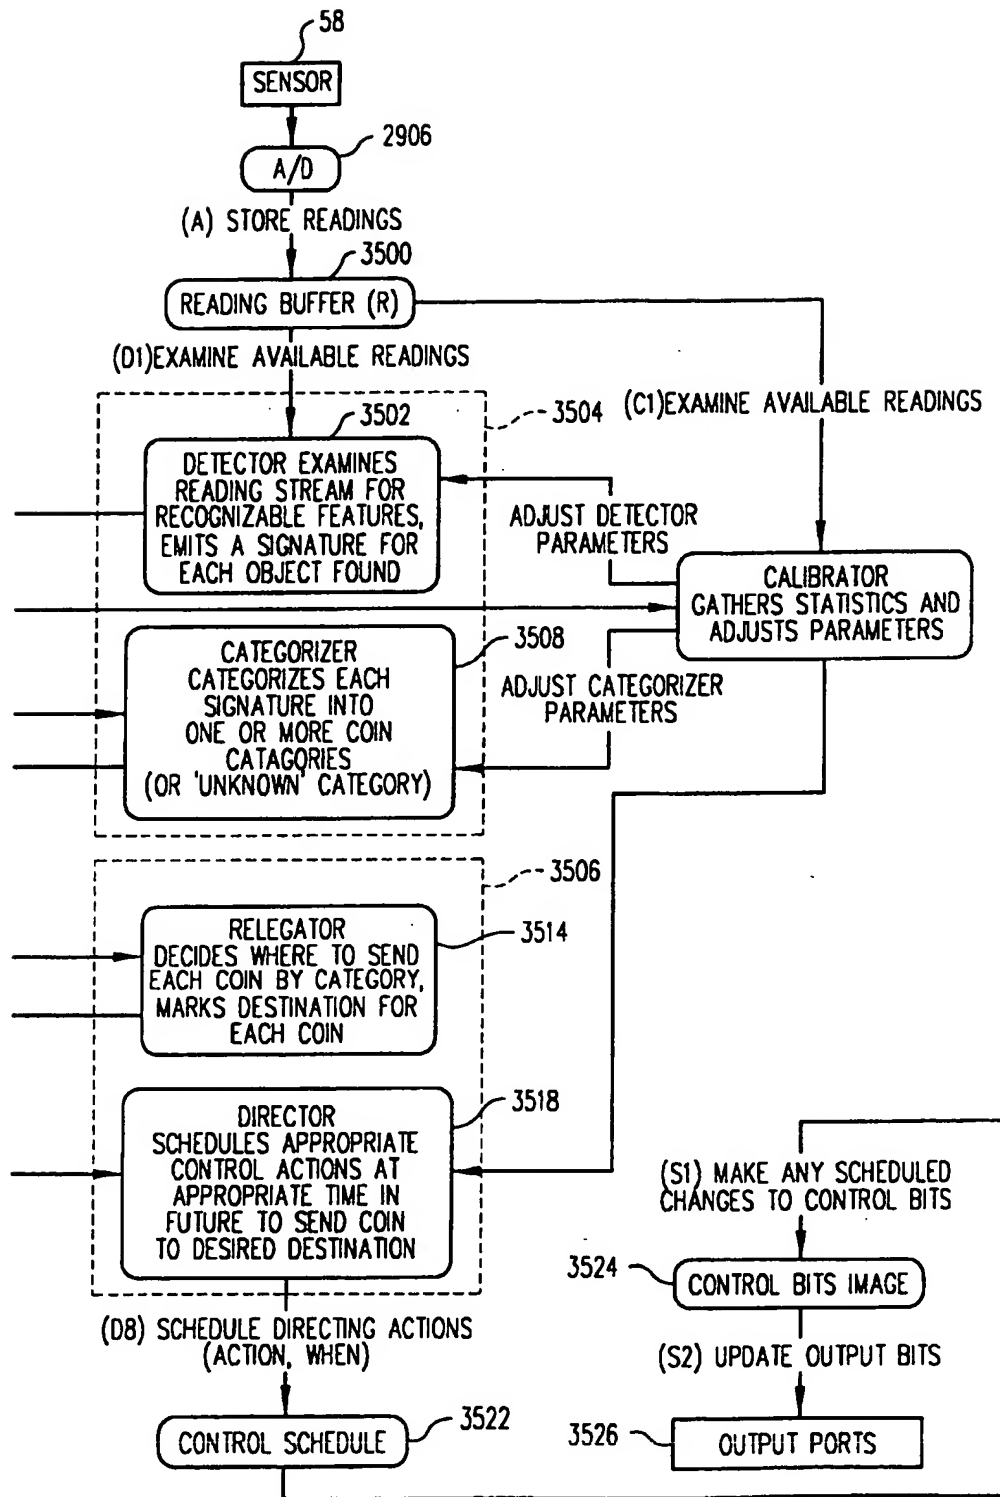 58
SENSOR
2906
A/D
(A) STORE READINGS
3500
READING BUFFER (R)
(D1)EXAMINE AVAILABLE READINGS
3504
(C1)EXAMINE AVAILABLE READINGS
3502
DETECTOR EXAMINES
READING STREAM FOR
RECOGNIZABLE FEATURES,
EMITS A SIGNATURE FOR
EACH OBJECT FOUND
ADJUST DETECTOR
PARAMETERS
CALIBRATOR
GATHERS STATISTICS AND
ADJUSTS PARAMETERS
3508
CATEGORIZER
CATEGORIZES EACH
SIGNATURE INTO
ONE OR MORE COIN
CATAGORIES
(OR 'UNKNOWN' CATEGORY)
ADJUST CATEGORIZER
PARAMETERS
3506
3514
RELEGATOR
DECIDES WHERE TO SEND
EACH COIN BY CATEGORY,
MARKS DESTINATION FOR
EACH COIN
3518
DIRECTOR
SCHEDULES APPROPRIATE
CONTROL ACTIONS AT
APPROPRIATE TIME IN
FUTURE TO SEND COIN
TO DESIRED DESTINATION
(S1) MAKE ANY SCHEDULED
CHANGES TO CONTROL BITS
3524
CONTROL BITS IMAGE
(D8) SCHEDULE DIRECTING ACTIONS
(ACTION, WHEN)
(S2) UPDATE OUTPUT BITS
3522
CONTROL SCHEDULE
3526
OUTPUT PORTS